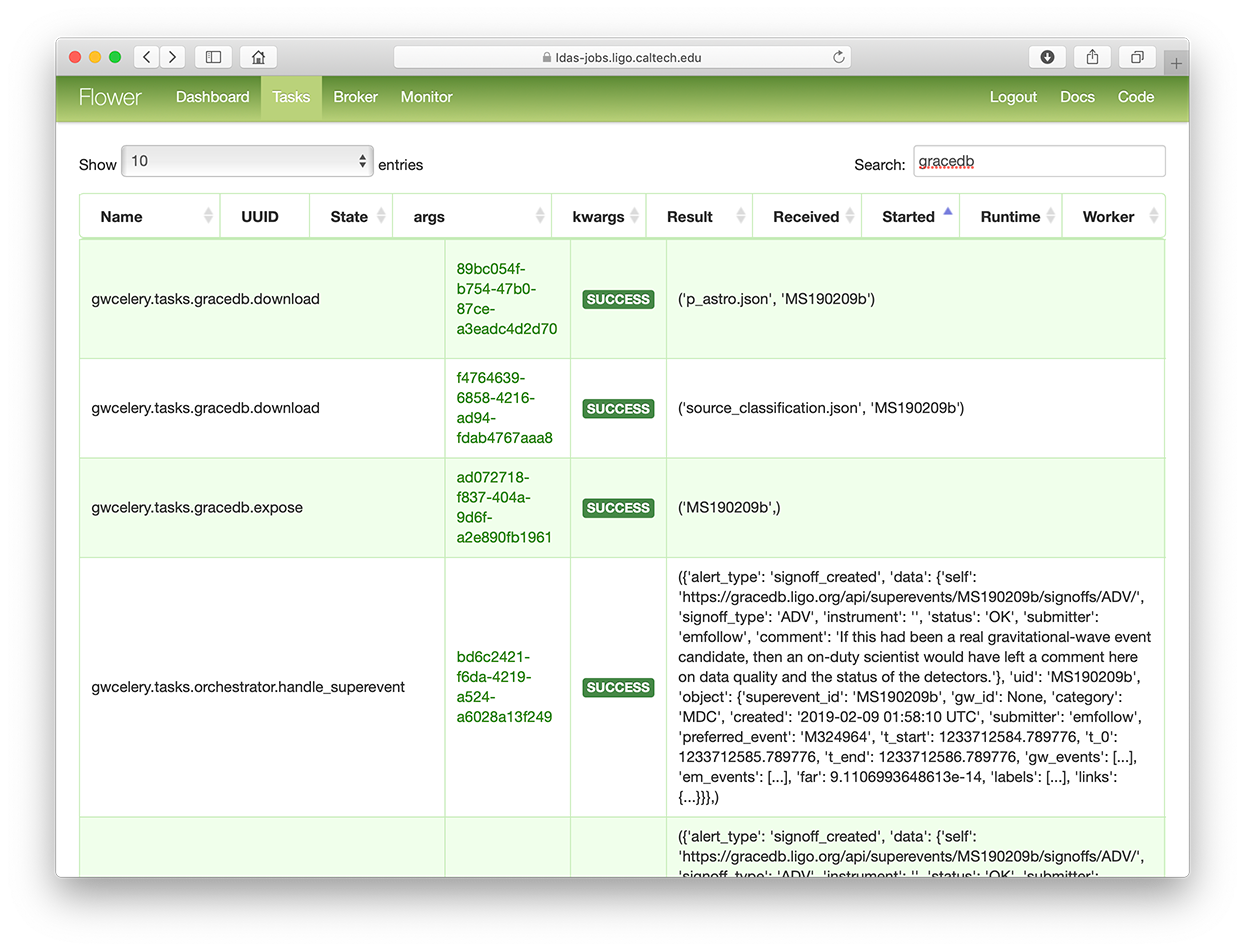 ldas-jobs.ligo.caltech.edu
Flower Dashboard Tasks Broker Monitor Logout Docs Code
Show 10 entries Search: gracedb
Name UUID State args kwargs Result Received Started Runtime Worker
gwcelery.tasks.gracedb.download
89bc054f-
b754-47b0-
87ce-
a3eadc4d2d70
SUCCESS
('p_astro.json', 'MS190209b')
gwcelery.tasks.gracedb.download
f4764639-
6858-4216-
ad94-
fdab4767aaa8
SUCCESS
('source_classification.json', 'MS190209b')
gwcelery.tasks.gracedb.expose
ad072718-
f837-404a-
9d6f-
a2e890fb1961
SUCCESS
('MS190209b',)
gwcelery.tasks.orchestrator.handle_superevent
bd6c2421-
f6da-4219-
a524-
a6028a13f249
SUCCESS
({'alert_type': 'signoff_created', 'data': {'self':
'https://gracedb.ligo.org/api/superevents/MS190209b/signoffs/ADV/',
'signoff_type': 'ADV', 'instrument': '', 'status': 'OK', 'submitter':
'emfollow', 'comment': 'If this had been a real gravitational-wave event
candidate, then an on-duty scientist would have left a comment here
on data quality and the status of the detectors.'}, 'uid': 'MS190209b',
'object': {'superevent_id': 'MS190209b', 'gw_id': None, 'category':
'MDC', 'created': '2019-02-09 01:58:10 UTC', 'submitter': 'emfollow',
'preferred_event': 'M324964', 't_start': 1233712584.789776, 't_0':
1233712585.789776, 't_end': 1233712586.789776, 'gw_events': [...],
'em_events': [...], 'far': 9.1106993648613e-14, 'labels': [...], 'links':
{...}}},)
({'alert_type': 'signoff_created', 'data': {'self':
'https://gracedb.ligo.org/api/superevents/MS190209b/signoffs/ADV/',
'signoff_type': 'ADV', 'instrument': '', 'status': 'OK', 'submitter':